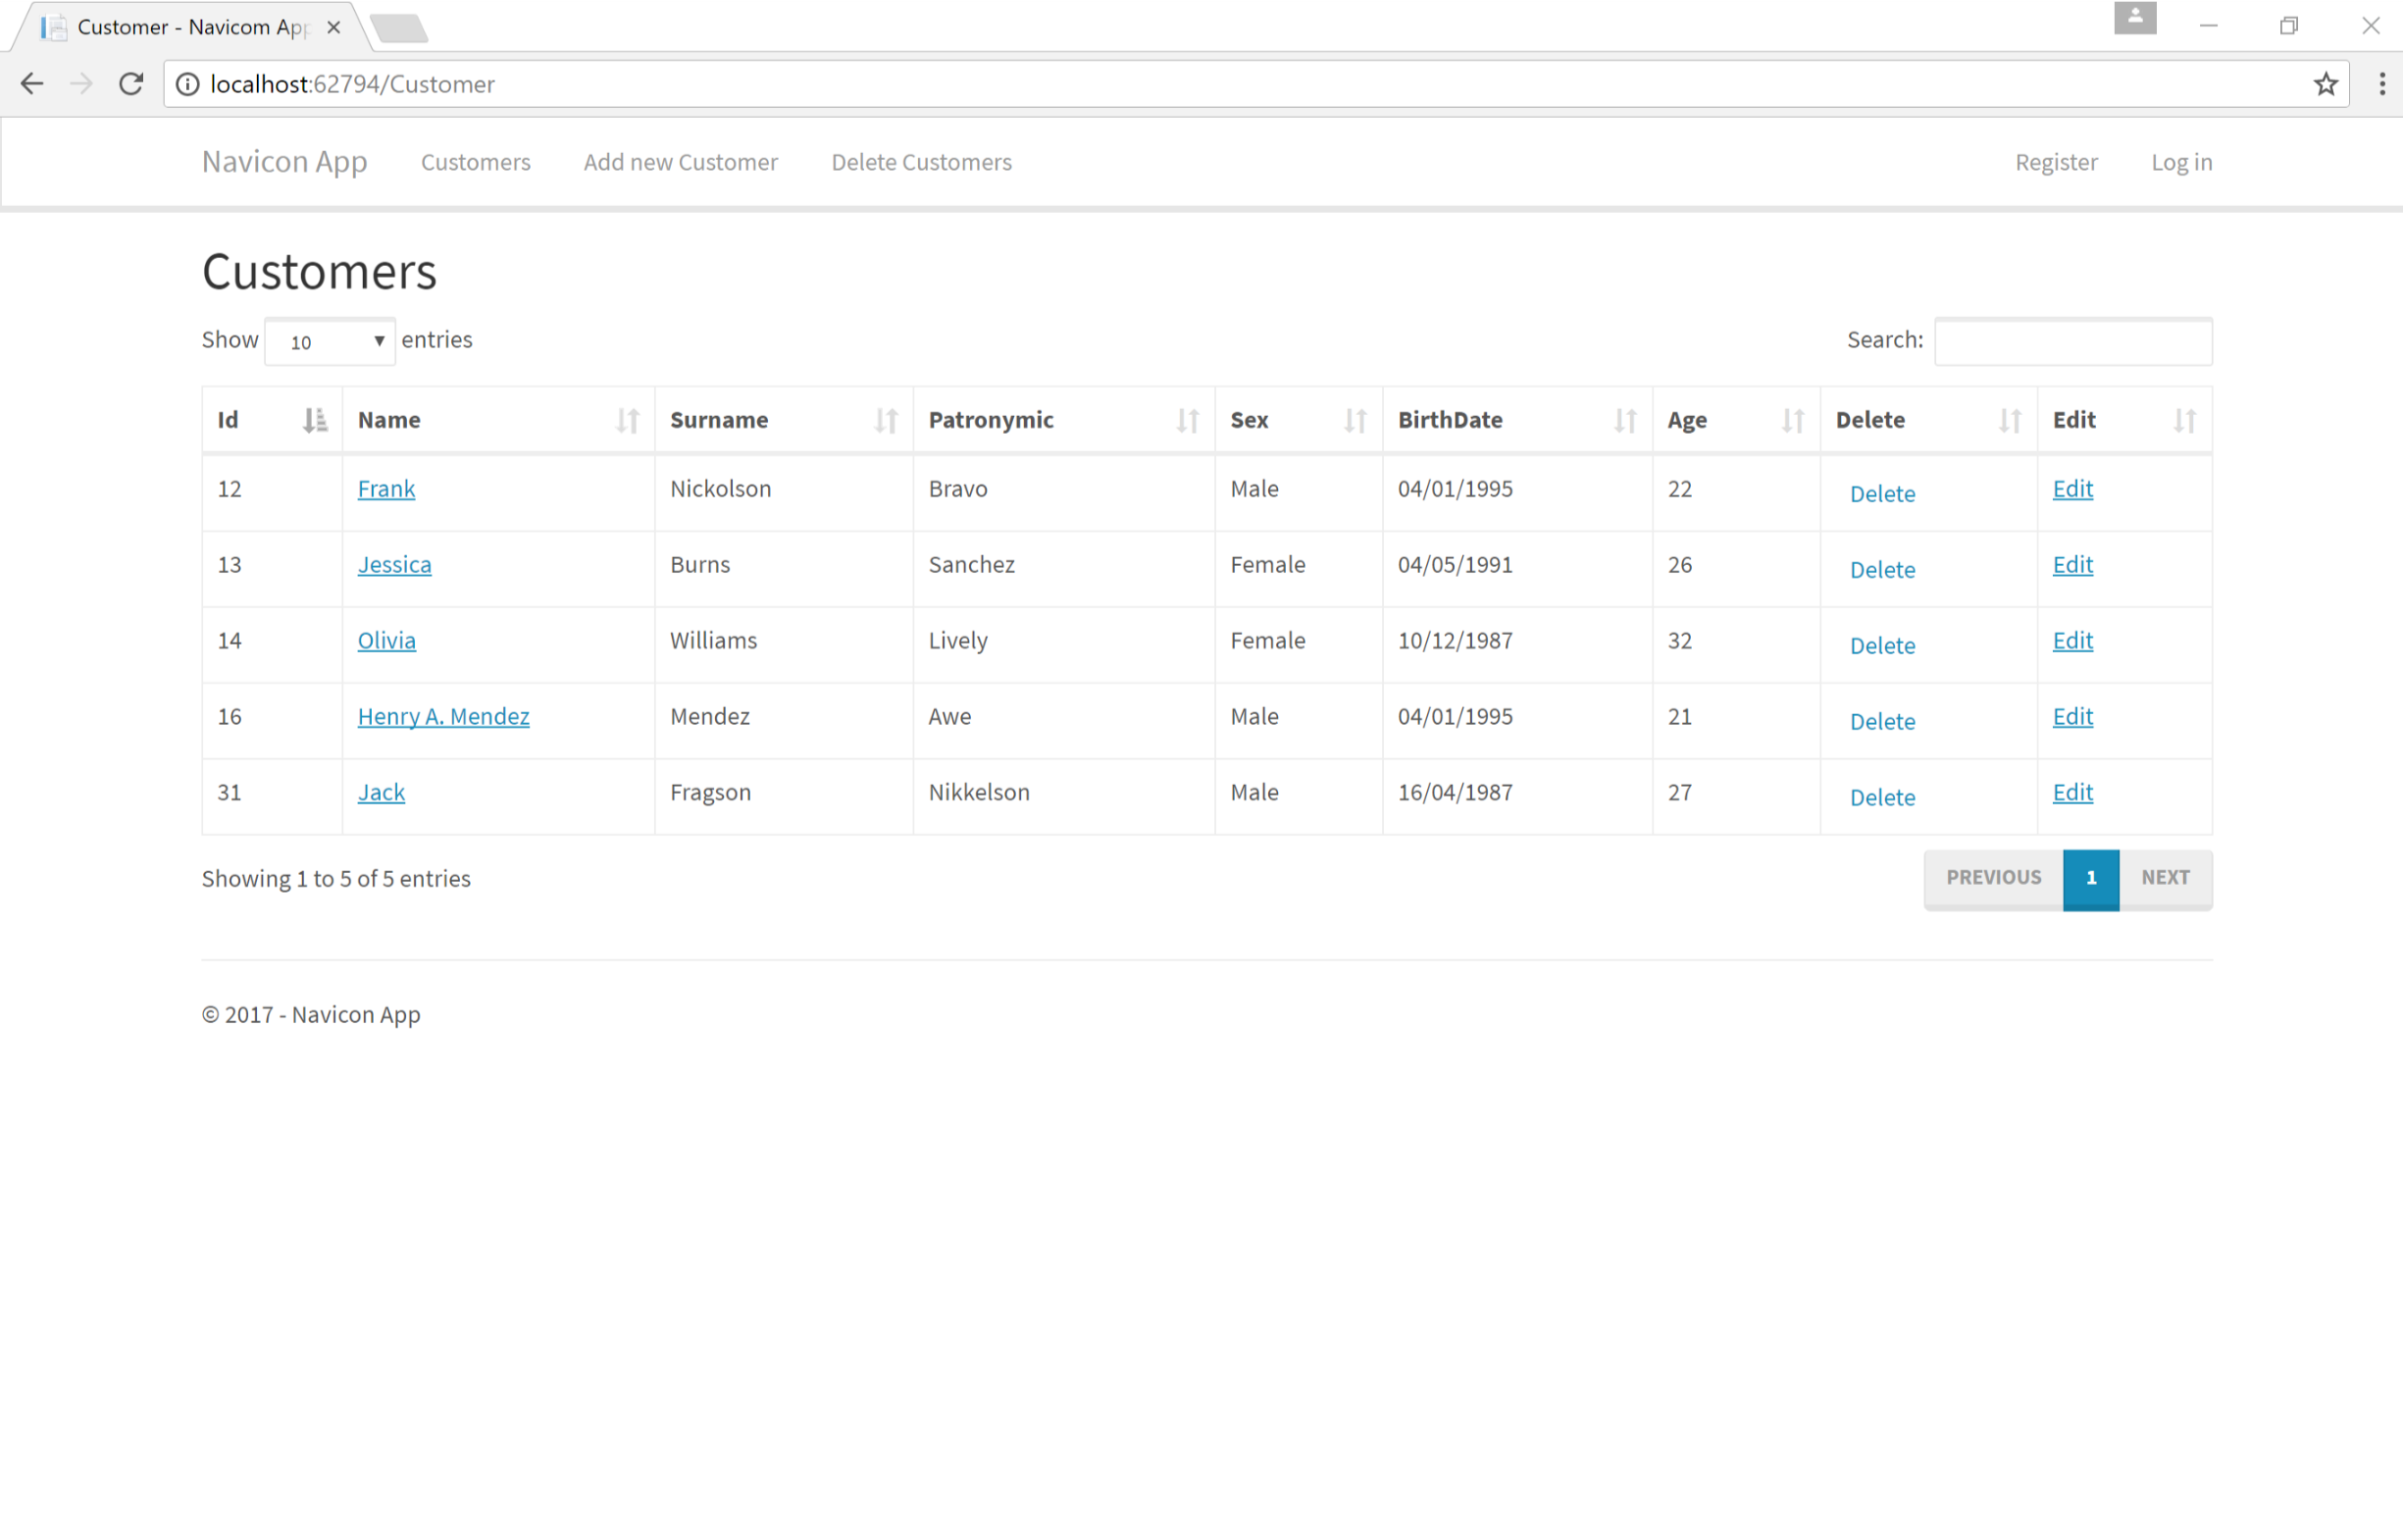 Customer - Navicom App
localhost:62794/Customer
Navicon App Customers Add new Customer Delete Customers Register Log in
Customers
Show 10 entries Search:
Id Name Surname Patronymic Sex BirthDate Age Delete Edit
12 Frank Nickolson Bravo Male 04/01/1995 22 Delete Edit
13 Jessica Burns Sanchez Female 04/05/1991 26 Delete Edit
14 Olivia Williams Lively Female 10/12/1987 32 Delete Edit
16 Henry A. Mendez Mendez Awe Male 04/01/1995 21 Delete Edit
31 Jack Fragson Nikkelson Male 16/04/1987 27 Delete Edit
Showing 1 to 5 of 5 entries PREVIOUS 1 NEXT
© 2017 - Navicon App